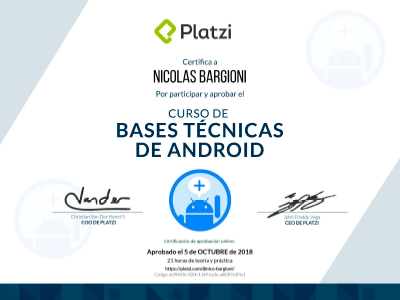 Platzi
Certifica a
NICOLAS BARGIONI
Por participar y aprobar el
CURSO DE
BASES TÉCNICAS
DE ANDROID
Christian Van Der Henst S
COO DE PLATZI
John Freddy Vega
CEO DE PLATZI
Certificación de aprobación online:
Aprobado el 5 de OCTUBRE de 2018
21 horas de teoría y práctica
https://platzi.com/@nico-bargioni/
Código: